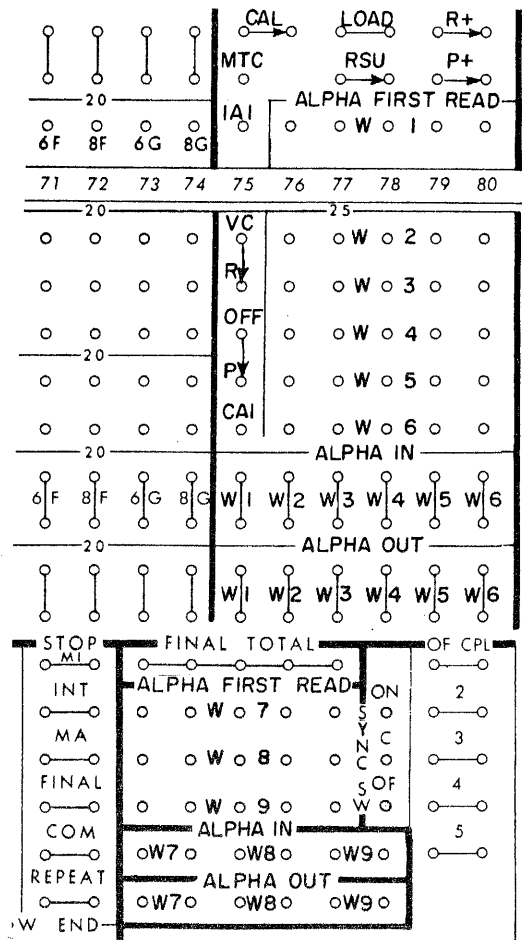 CAL LOAD R+
MTC RSU P+
20 ALPHA FIRST READ
IAI W 1
6F 8F 6G 8G
71 72 73 74 75 76 77 78 79 80
20 25
VC
W 2
R W 3
OFF W 4
20
P W 5
CAI W 6
20 ALPHA IN
6F 8F 6G 8G W1 W2 W3 W4 W5 W6
20 ALPHA OUT
W1 W2 W3 W4 W5 W6
STOP FINAL TOTAL OF CPL
MI
INT ALPHA FIRST READ ON 2
W 7
MA SYNC SW C 3
W 8
FINAL OF 4
W 9
COM ALPHA IN 5
W7 W8 W9
REPEAT ALPHA OUT
W7 W8 W9
W END